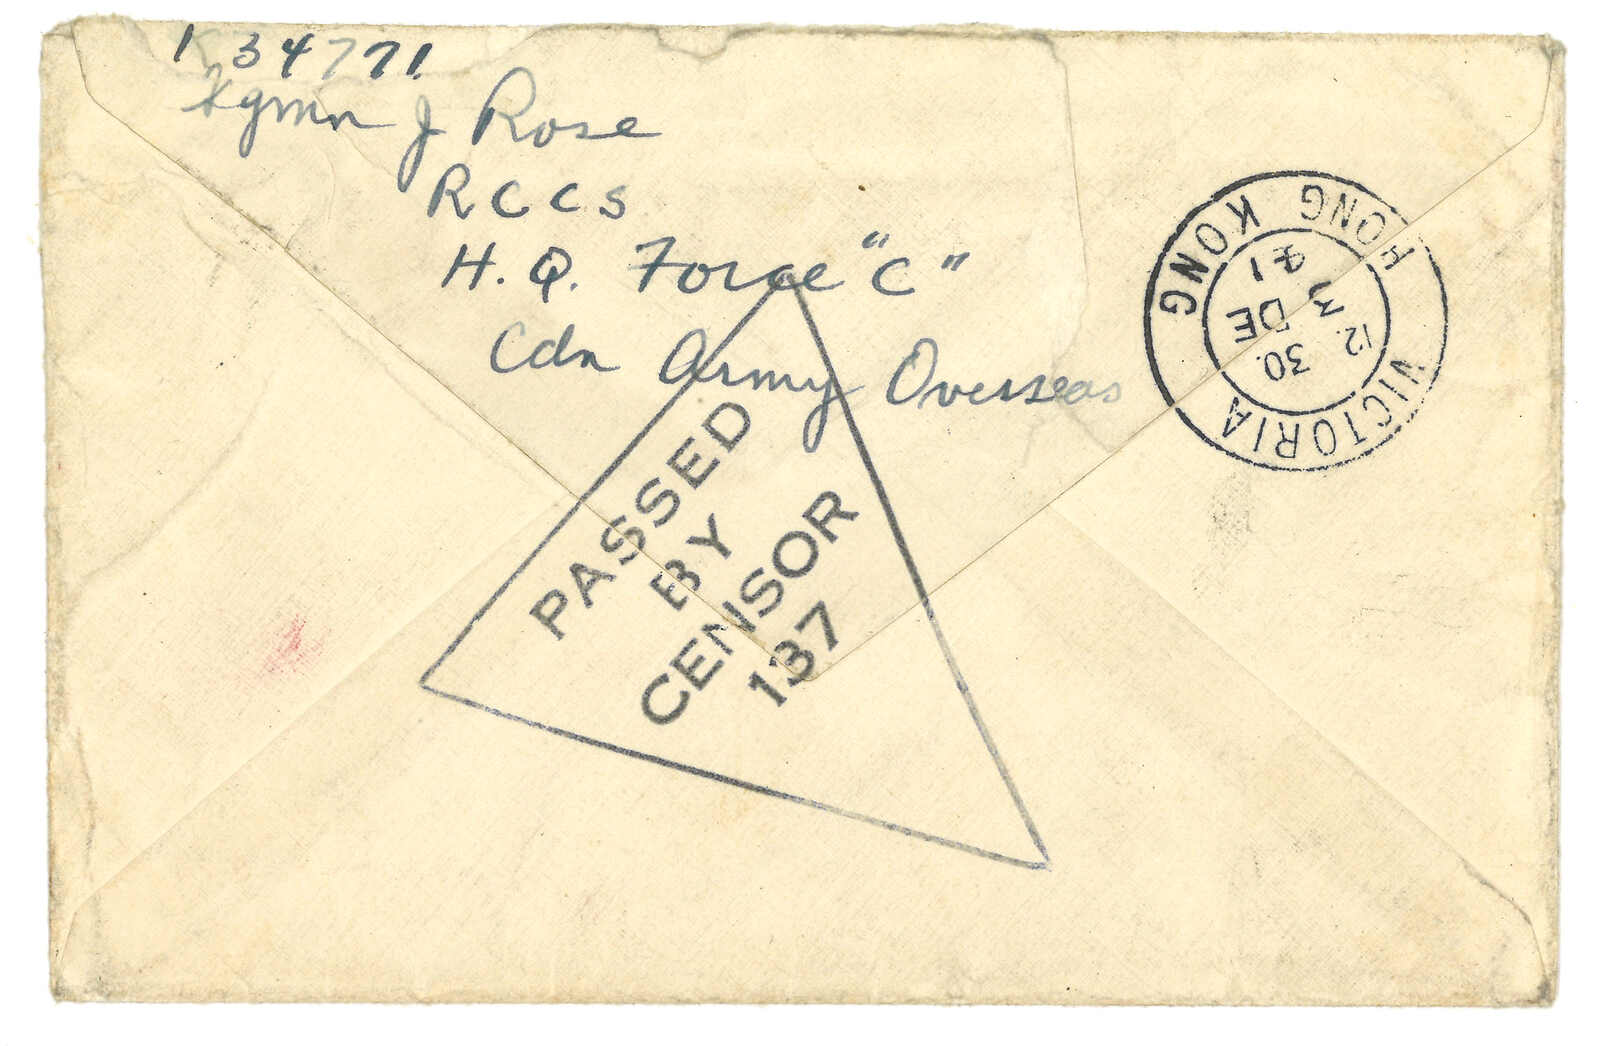 K34771
Sgmn J Rose
RCCS
H.Q. Force "C"
Cdn Army Overseas
PASSED
BY
CENSOR
137
VICTORIA
HONG KONG
12.30
3 DE
41